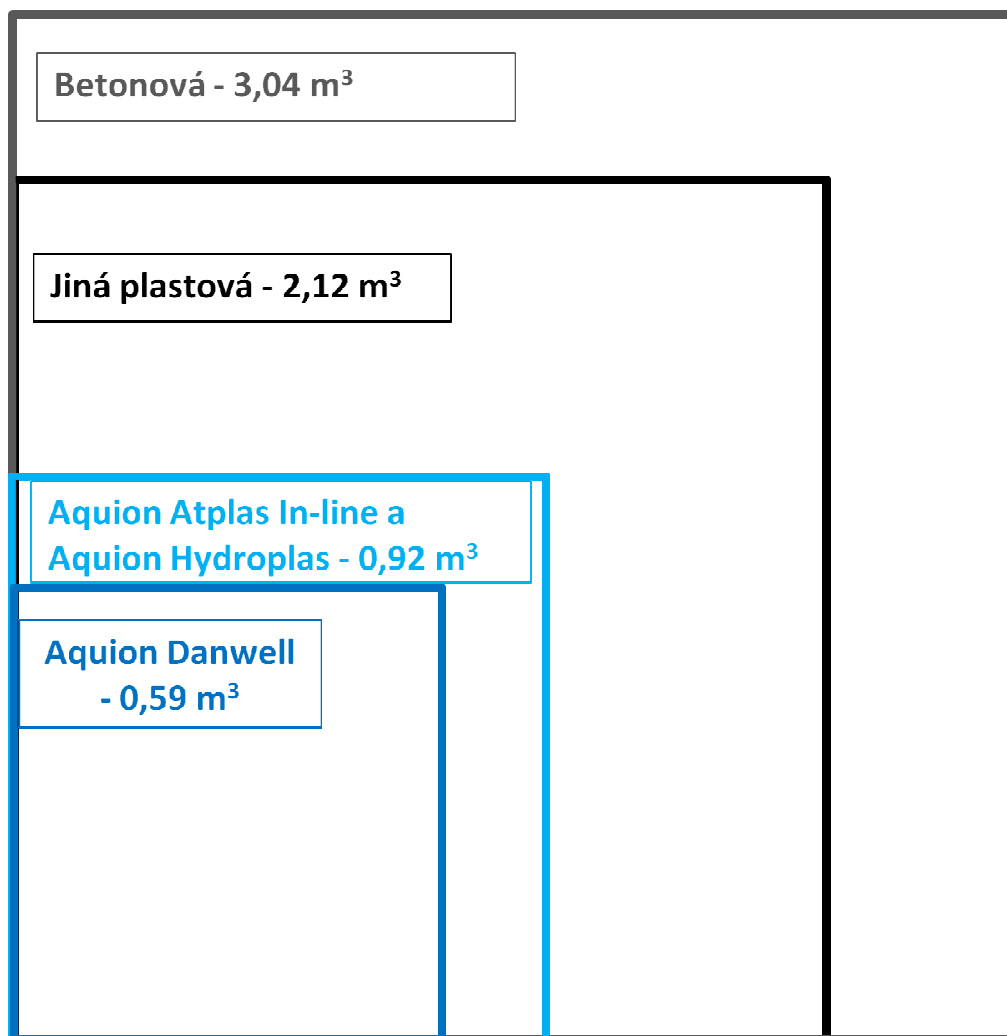 Betonová - 3,04 m³
Jiná plastová - 2,12 m³
Aquion Atplas In-line a
Aquion Hydroplas - 0,92 m³
Aquion Danwell
- 0,59 m³